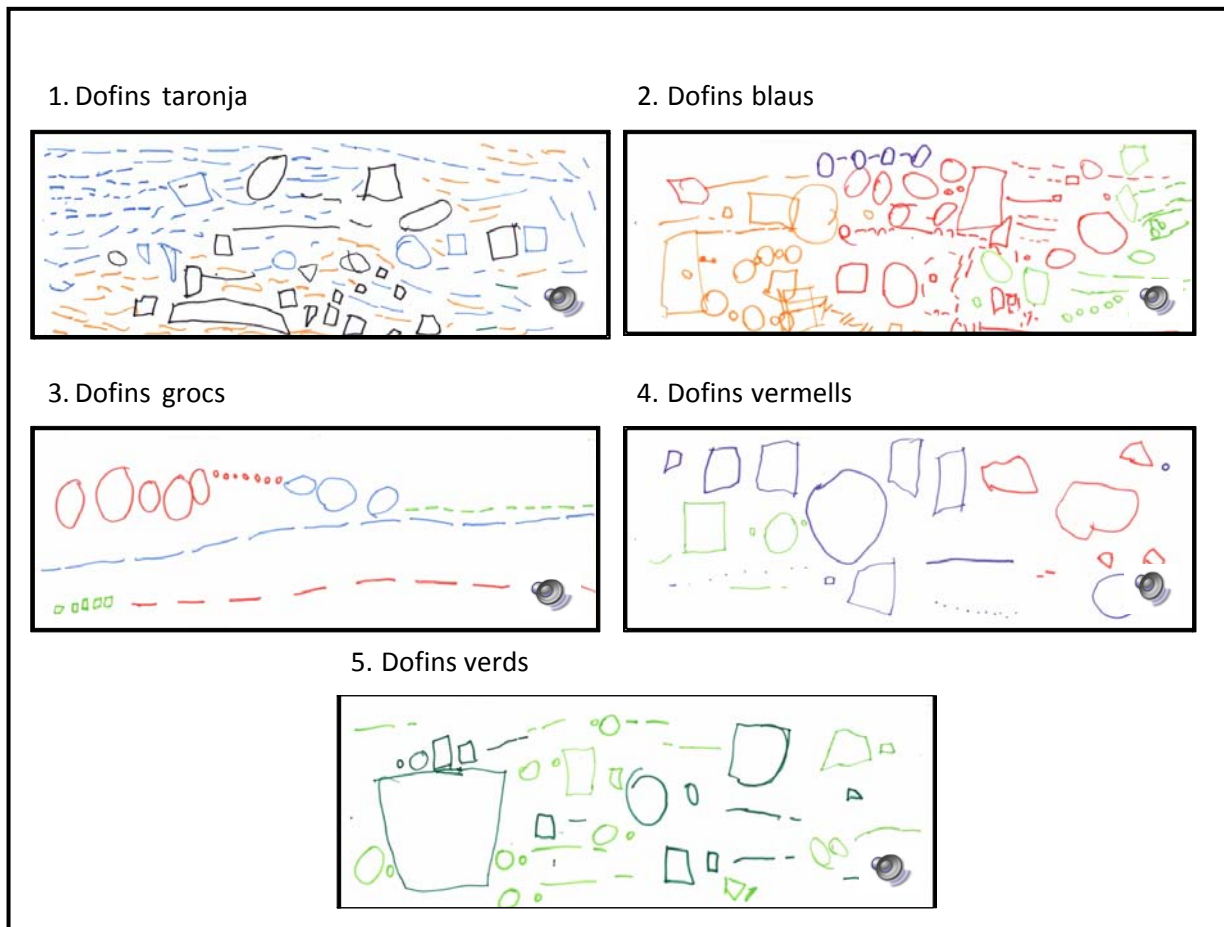 1. Dofins taronja
2. Dofins blaus
3. Dofins grocs
4. Dofins vermells
5. Dofins verds